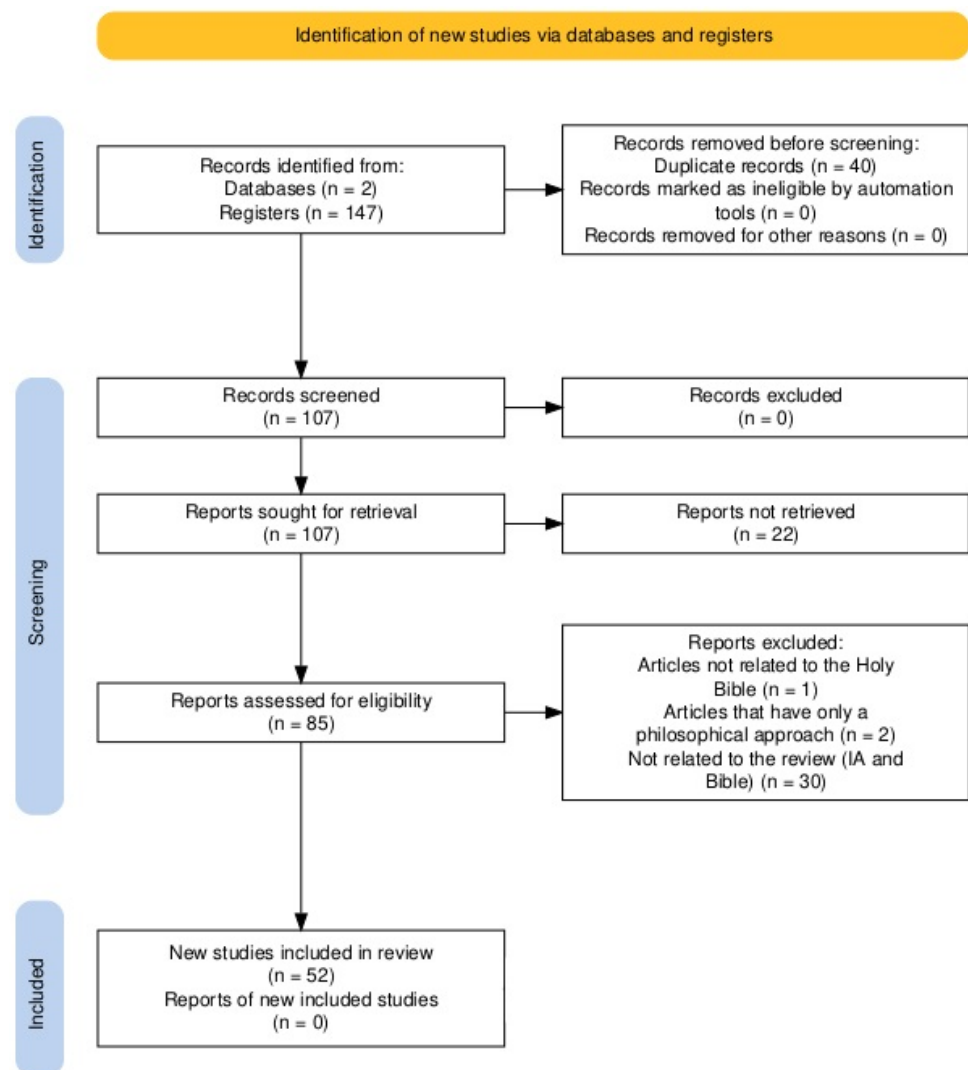 Identification of new studies via databases and registers
Identification
Records identified from:
Databases (n = 2)
Registers (n = 147)
Records removed before screening:
Duplicate records (n = 40)
Records marked as ineligible by automation
tools (n = 0)
Records removed for other reasons (n = 0)
Screening
Records screened
(n = 107)
Records excluded
(n = 0)
Reports sought for retrieval
(n = 107)
Reports not retrieved
(n = 22)
Reports assessed for eligibility
(n = 85)
Reports excluded:
Articles not related to the Holy
Bible (n = 1)
Articles that have only a
philosophical approach (n = 2)
Not related to the review (IA and
Bible) (n = 30)
Included
New studies included in review
(n = 52)
Reports of new included studies
(n = 0)